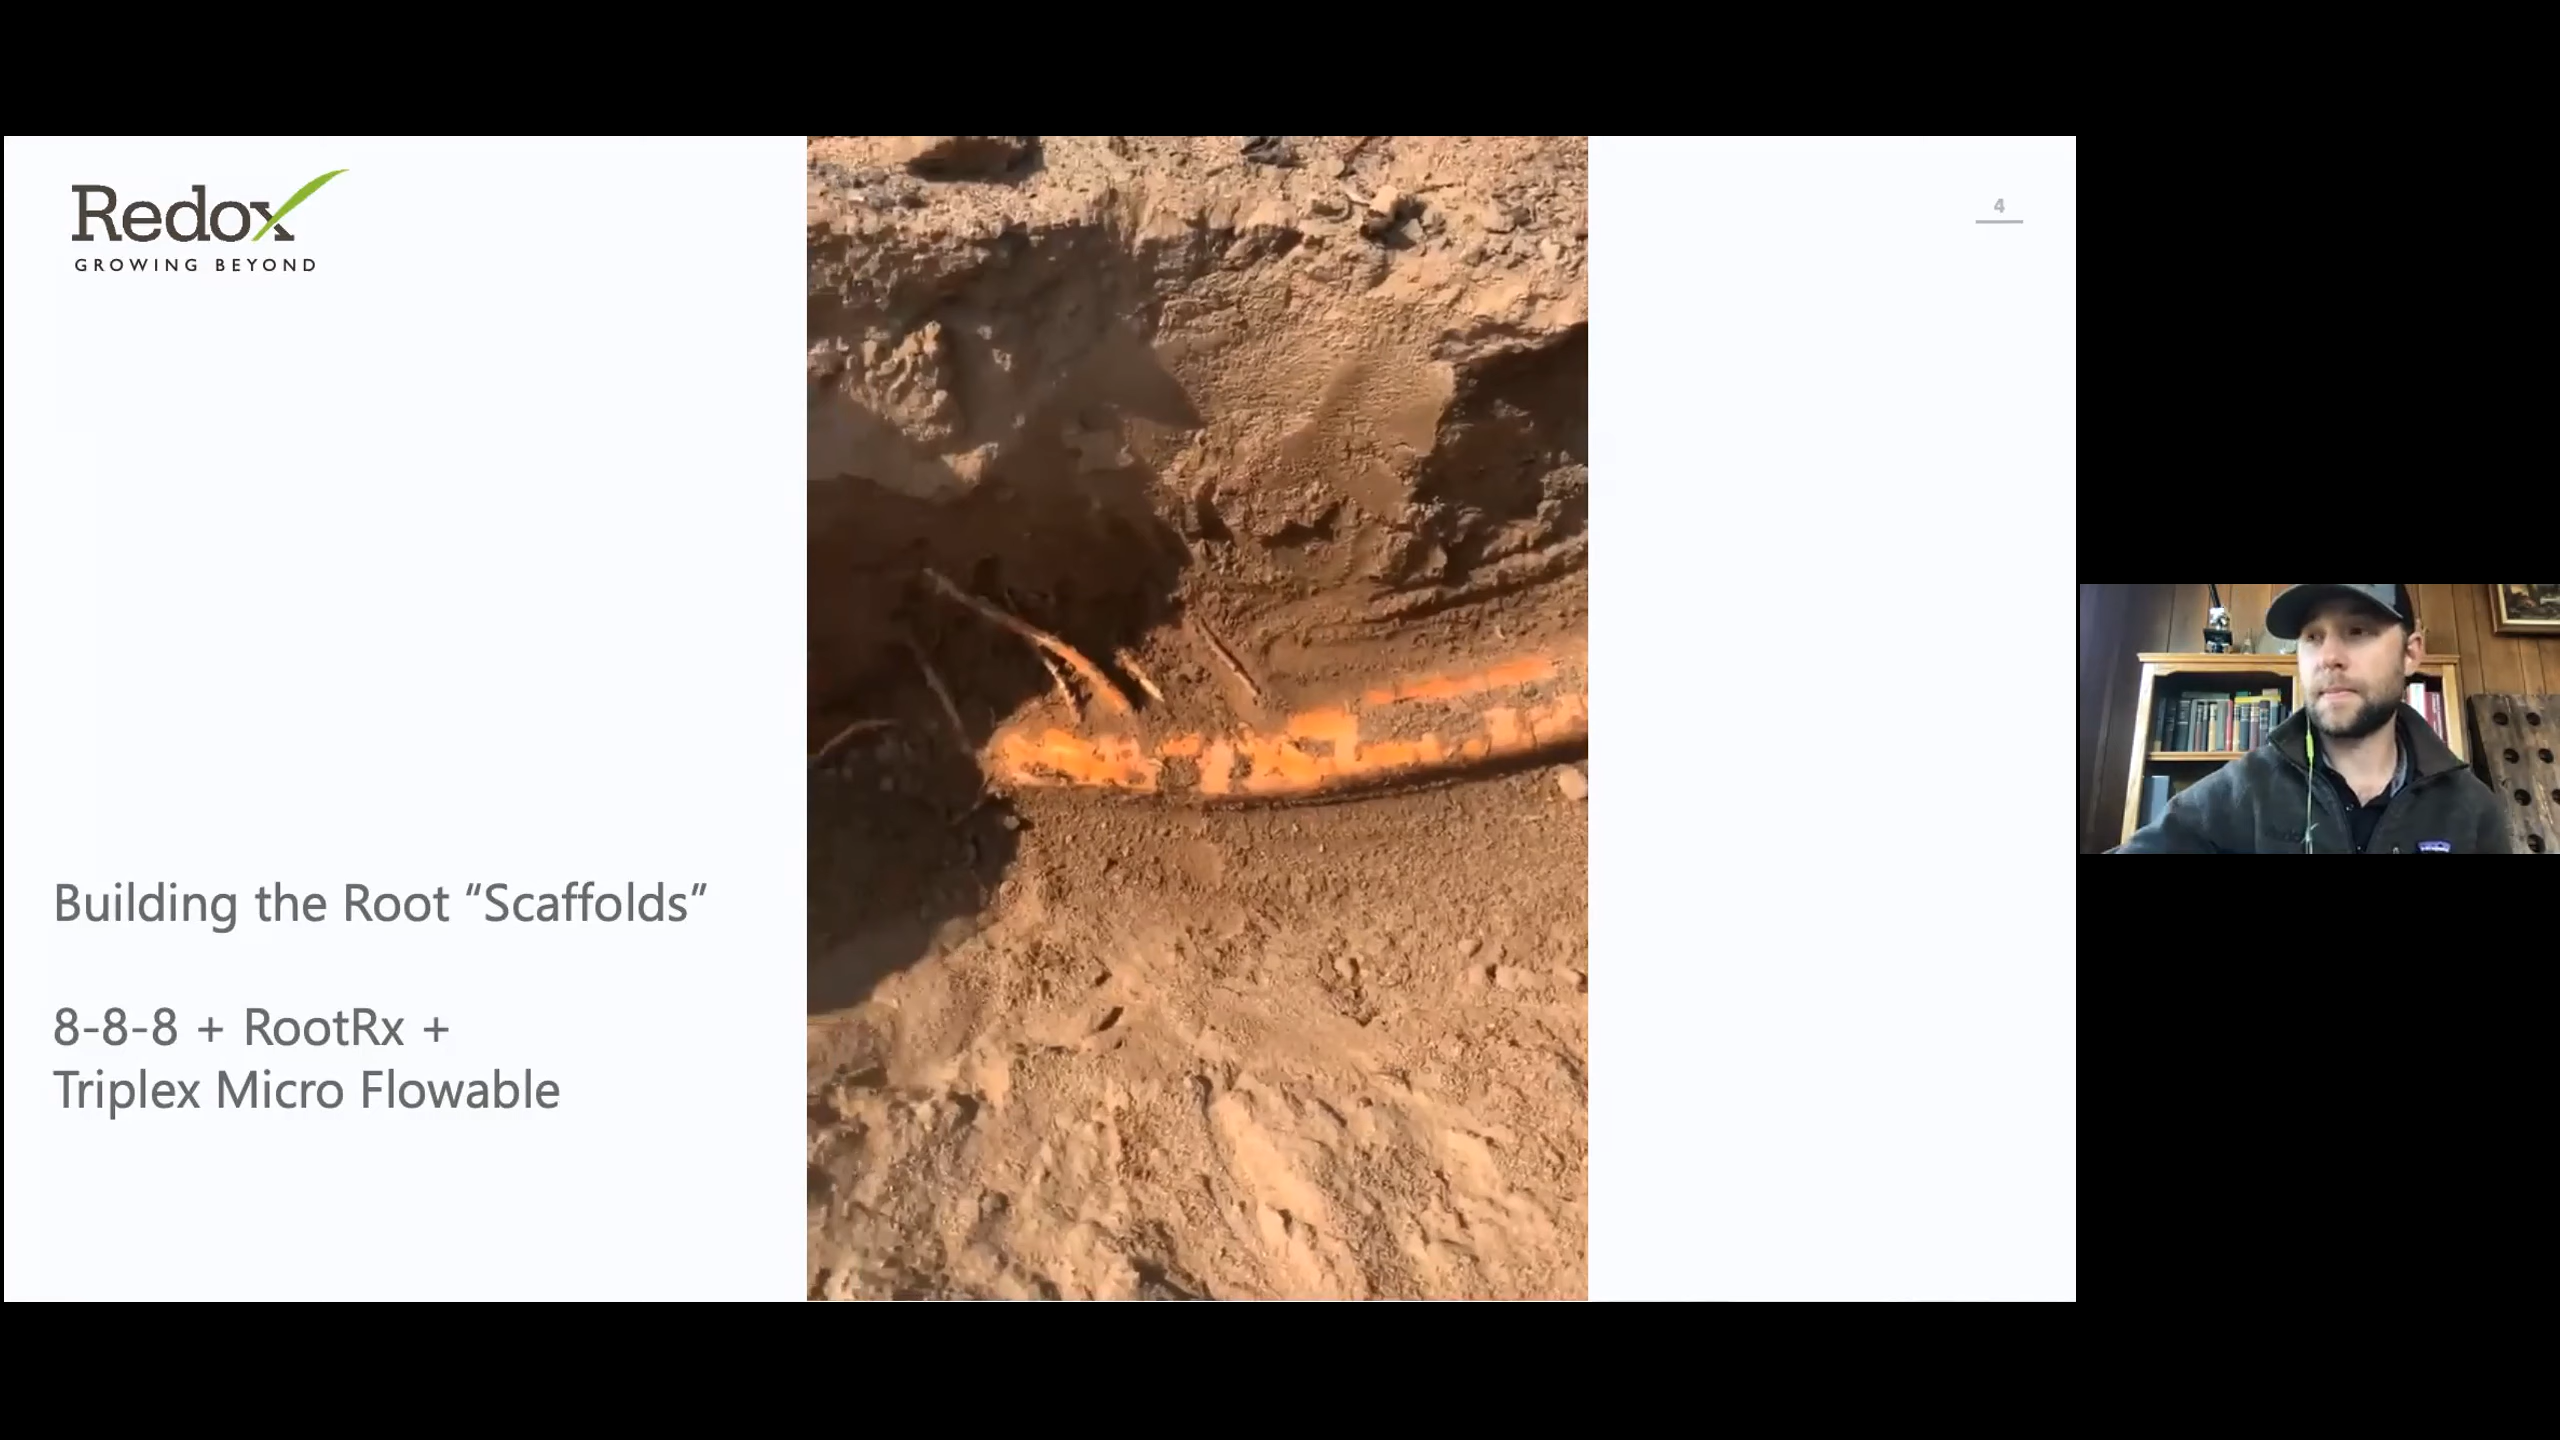 Redox
GROWING BEYOND
4
Building the Root “Scaffolds”
8-8-8 + RootRx +
Triplex Micro Flowable